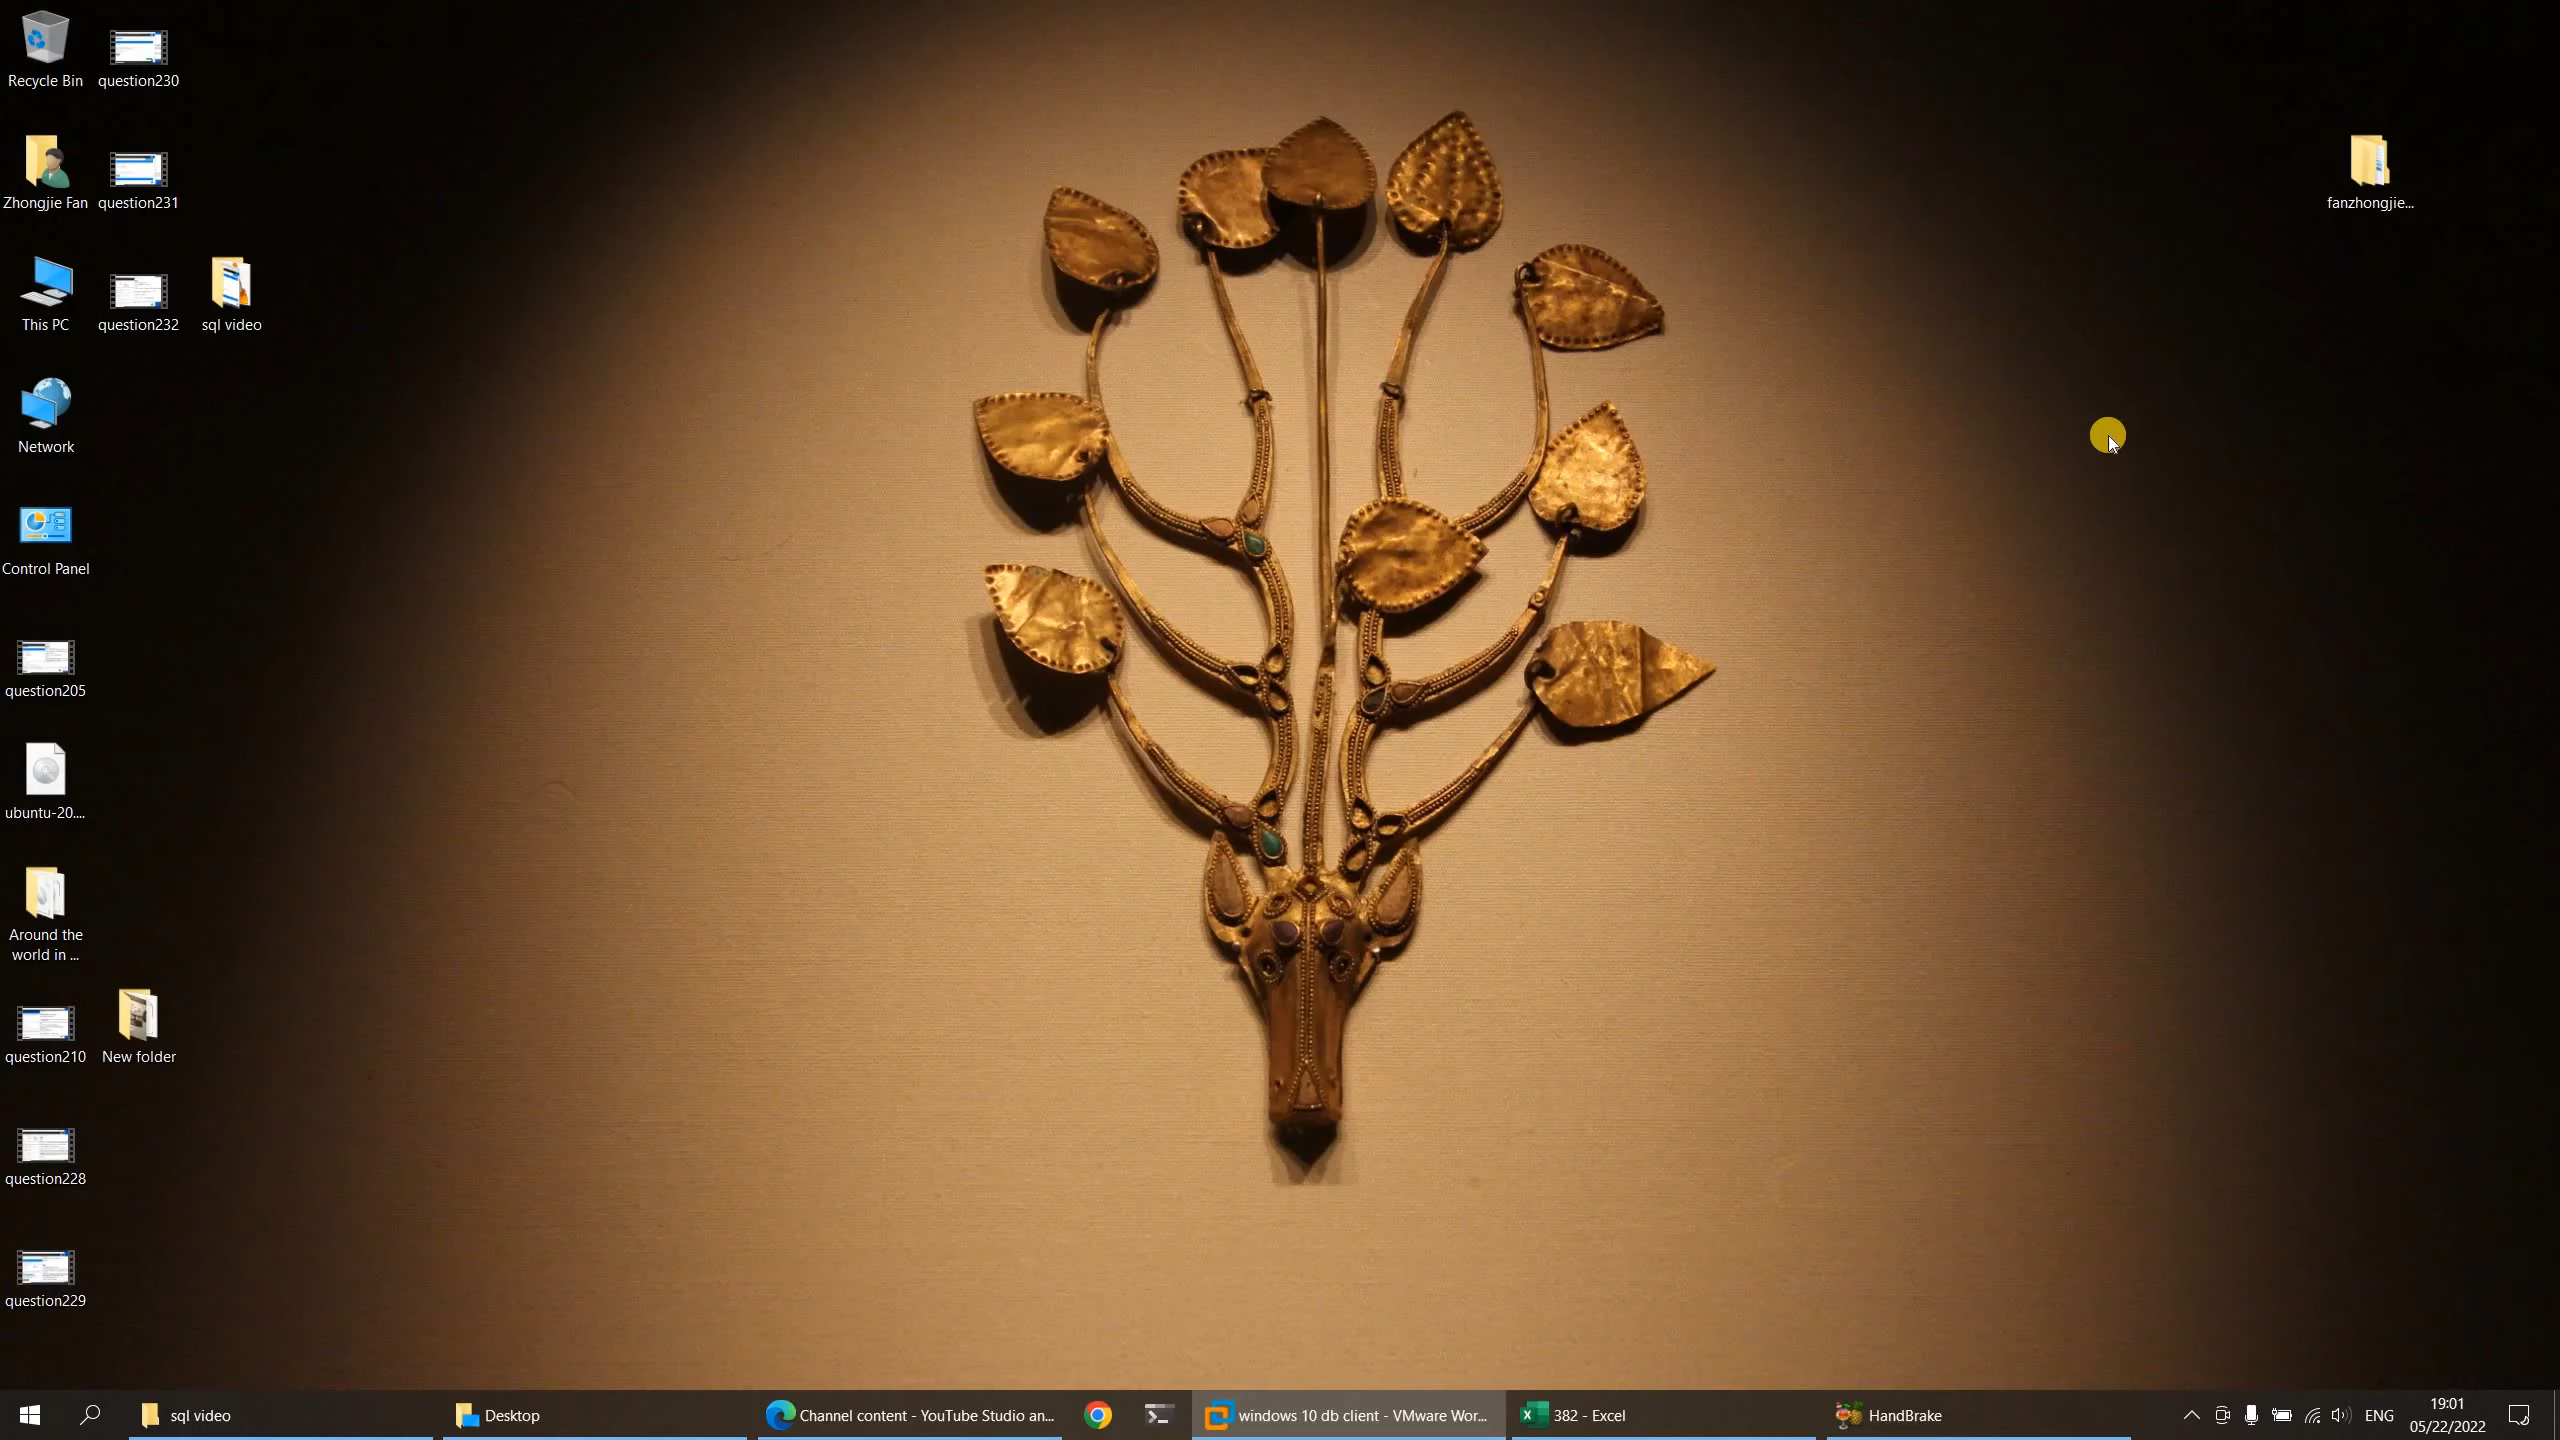 Recycle Bin
question230
Zhongjie Fan
question231
fanzhongjie...
This PC
question232
sql video
Network
Control Panel
question205
ubuntu-20....
Around the
world in ...
question210
New folder
question228
question229
sql video
Desktop
Channel content - YouTube Studio an...
windows 10 db client - VMware Wor...
382 - Excel
HandBrake
ENG
19:01
05/22/2022